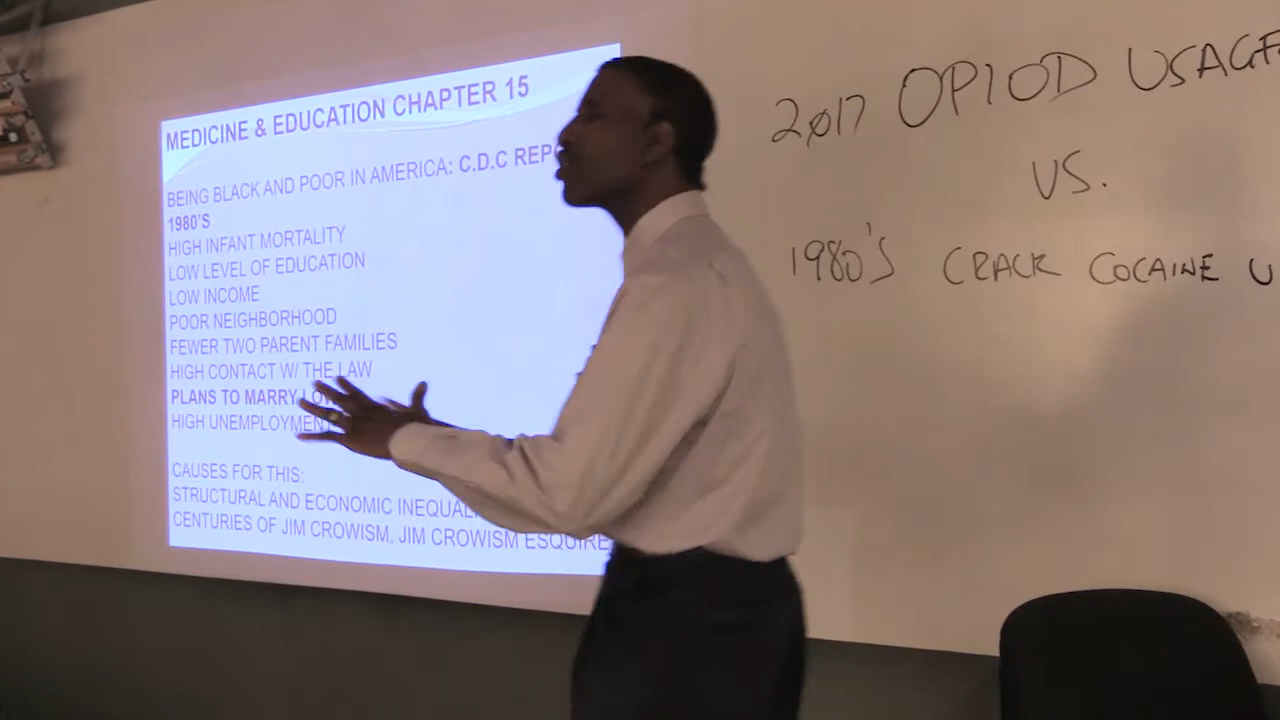 MEDICINE & EDUCATION CHAPTER 15
BEING BLACK AND POOR IN AMERICA: C.D.C
1980'S
HIGH INFANT MORTALITY
LOW LEVEL OF EDUCATION
LOW INCOME
POOR NEIGHBORHOOD
FEWER TWO PARENT FAMILIES
HIGH CONTACT W/ THE LAW
PLANS TO MARRY
HIGH
CAUSES FOR THIS:
STRUCTURAL AND ECONOMIC
CENTURIES OF JIM CROWISM, JIM CROWISM ESQUIRE
2017 OPIOD USAGE
VS.
1980'S CRACK COCAINE U